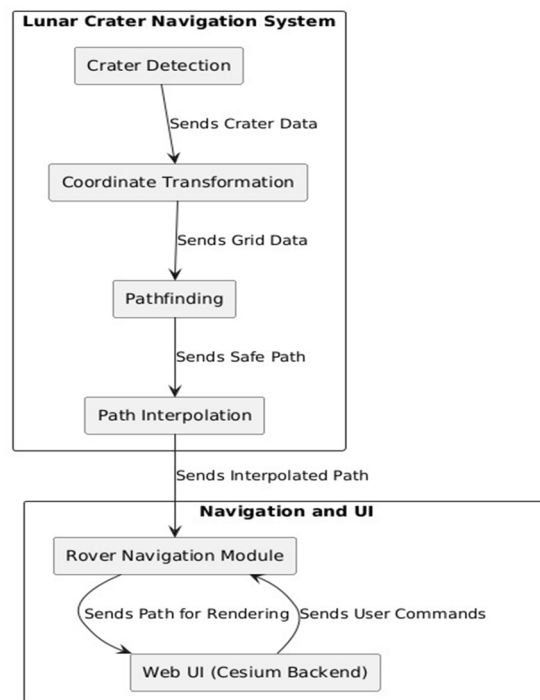 Lunar Crater Navigation System
Crater Detection
Sends Crater Data
Coordinate Transformation
Sends Grid Data
Pathfinding
Sends Safe Path
Path Interpolation
Sends Interpolated Path
Navigation and UI
Rover Navigation Module
Sends Path for Rendering
Sends User Commands
Web UI (Cesium Backend)